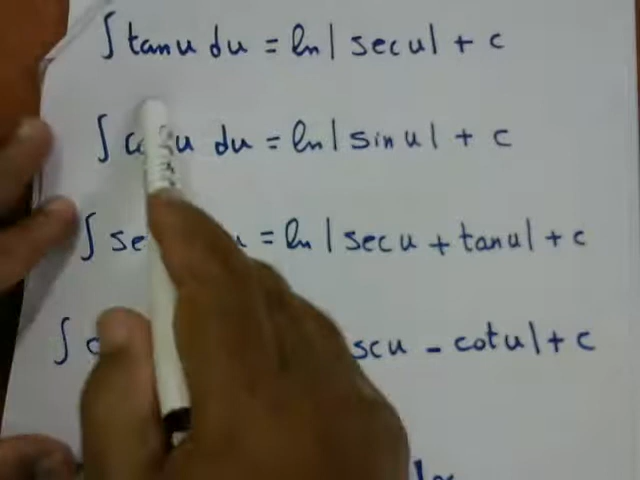 ∫ tan u du = ln | sec u | + c
∫ u du = ln | sin u | + c
∫ se = ln | sec u + tan u | + c
∫ c scu - cot u | + c